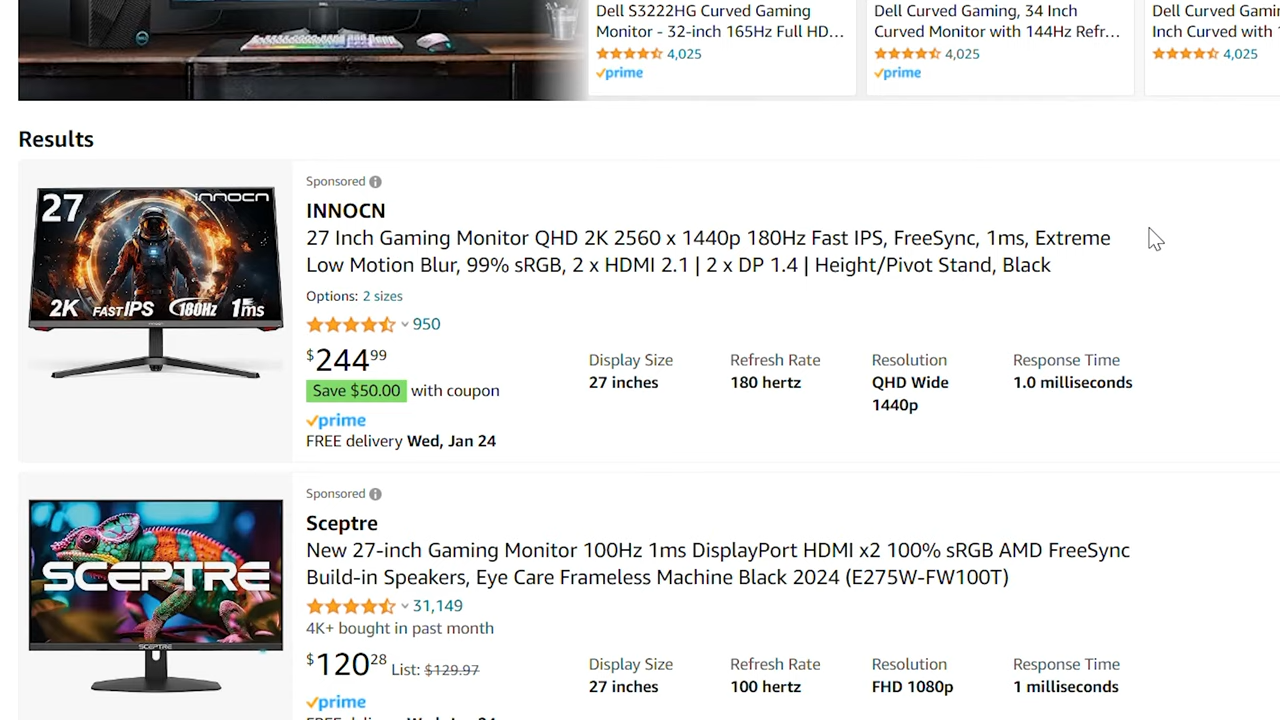 Dell S3222HG Curved Gaming
Monitor - 32-inch 165Hz Full HD...
4,025
prime
Dell Curved Gaming, 34 Inch
Curved Monitor with 144Hz Refr...
4,025
prime
Dell Curved Gami
Inch Curved with
4,025
Results
27
INNOCN
2K FAST IPS 180Hz 1ms
Sponsored
INNOCN
27 Inch Gaming Monitor QHD 2K 2560 x 1440p 180Hz Fast IPS, FreeSync, 1ms, Extreme
Low Motion Blur, 99% sRGB, 2 x HDMI 2.1 | 2 x DP 1.4 | Height/Pivot Stand, Black
Options: 2 sizes
950
$244 99
Save $50.00 with coupon
prime
FREE delivery Wed, Jan 24
Display Size
27 inches
Refresh Rate
180 hertz
Resolution
QHD Wide
1440p
Response Time
1.0 milliseconds
SCEPTRE
SCEPTRE
Sponsored
Sceptre
New 27-inch Gaming Monitor 100Hz 1ms DisplayPort HDMI x2 100% sRGB AMD FreeSync
Build-in Speakers, Eye Care Frameless Machine Black 2024 (E275W-FW100T)
31,149
4K+ bought in past month
$120 28 List: $129.97
prime
FREE delivery Wed, Jan 24
Display Size
27 inches
Refresh Rate
100 hertz
Resolution
FHD 1080p
Response Time
1 milliseconds